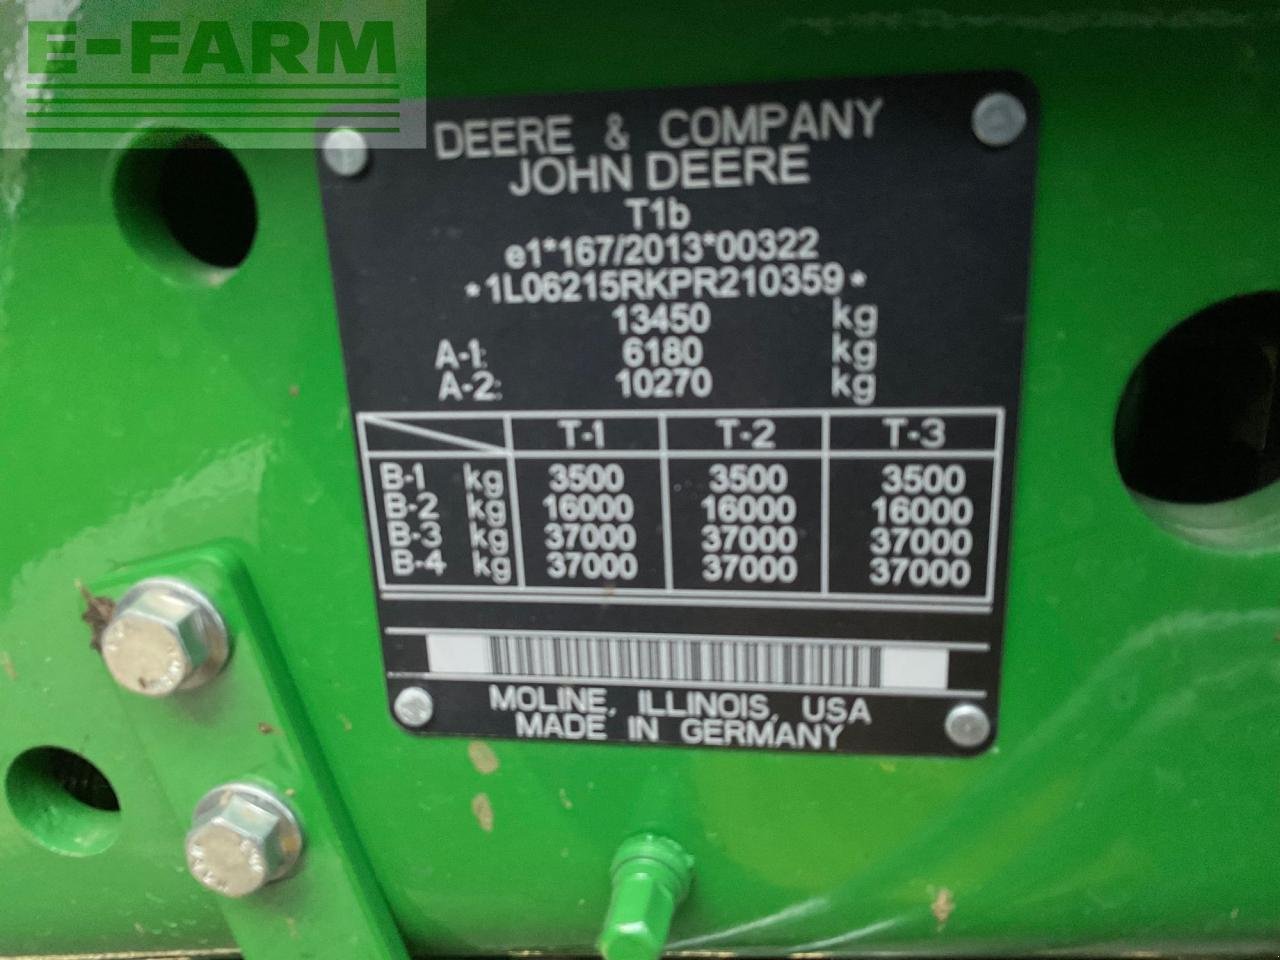 E-FARM
DEERE & COMPANY
JOHN DEERE
T1b
e1*167/2013*00322
*1L06215RKPR210359*
13450 kg
A-1: 6180 kg
A-2: 10270 kg
T-1 T-2 T-3
B-1 kg 3500 3500 3500
B-2 kg 16000 16000 16000
B-3 kg 37000 37000 37000
B-4 kg 37000 37000 37000
MOLINE, ILLINOIS, USA
MADE IN GERMANY